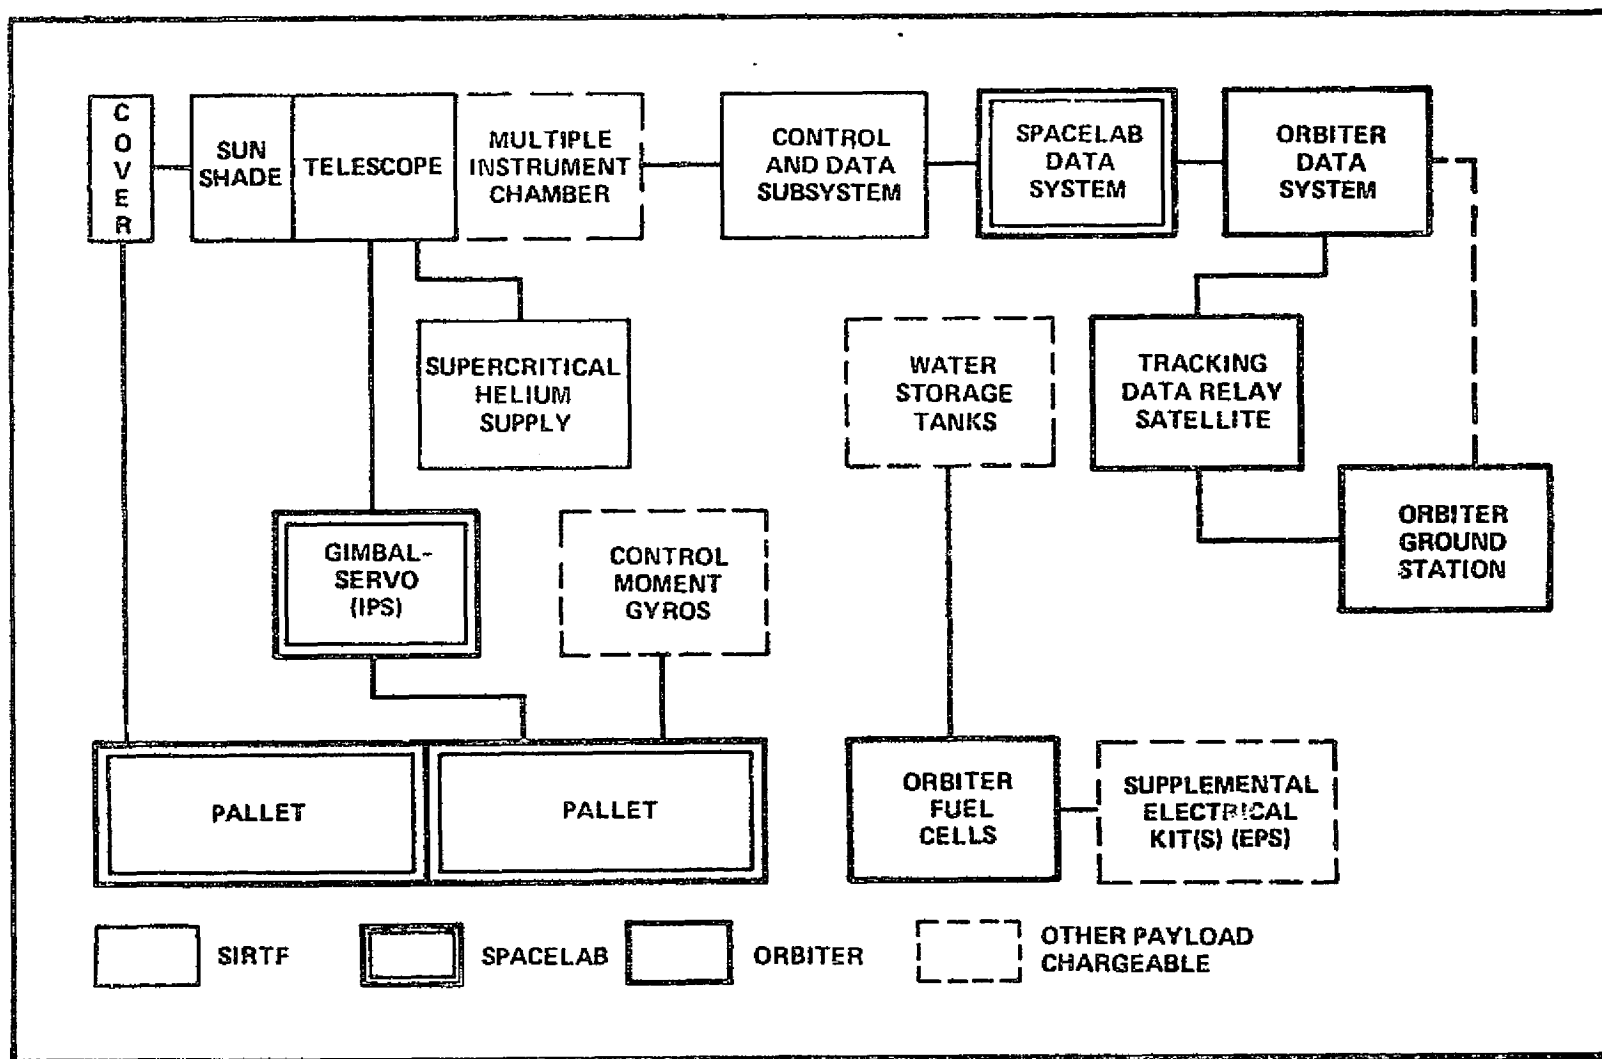 COVER
SUN
SHADE
TELESCOPE
MULTIPLE
INSTRUMENT
CHAMBER
CONTROL
AND DATA
SUBSYSTEM
SPACELAB
DATA
SYSTEM
ORBITER
DATA
SYSTEM
SUPERCRITICAL
HELIUM
SUPPLY
WATER
STORAGE
TANKS
TRACKING
DATA RELAY
SATELLITE
ORBITER
GROUND
STATION
GIMBAL-
SERVO
(IPS)
CONTROL
MOMENT
GYROS
PALLET
PALLET
ORBITER
FUEL
CELLS
SUPPLEMENTAL
ELECTRICAL
KIT(S) (EPS)
SIRTF
SPACELAB
ORBITER
OTHER PAYLOAD
CHARGEABLE